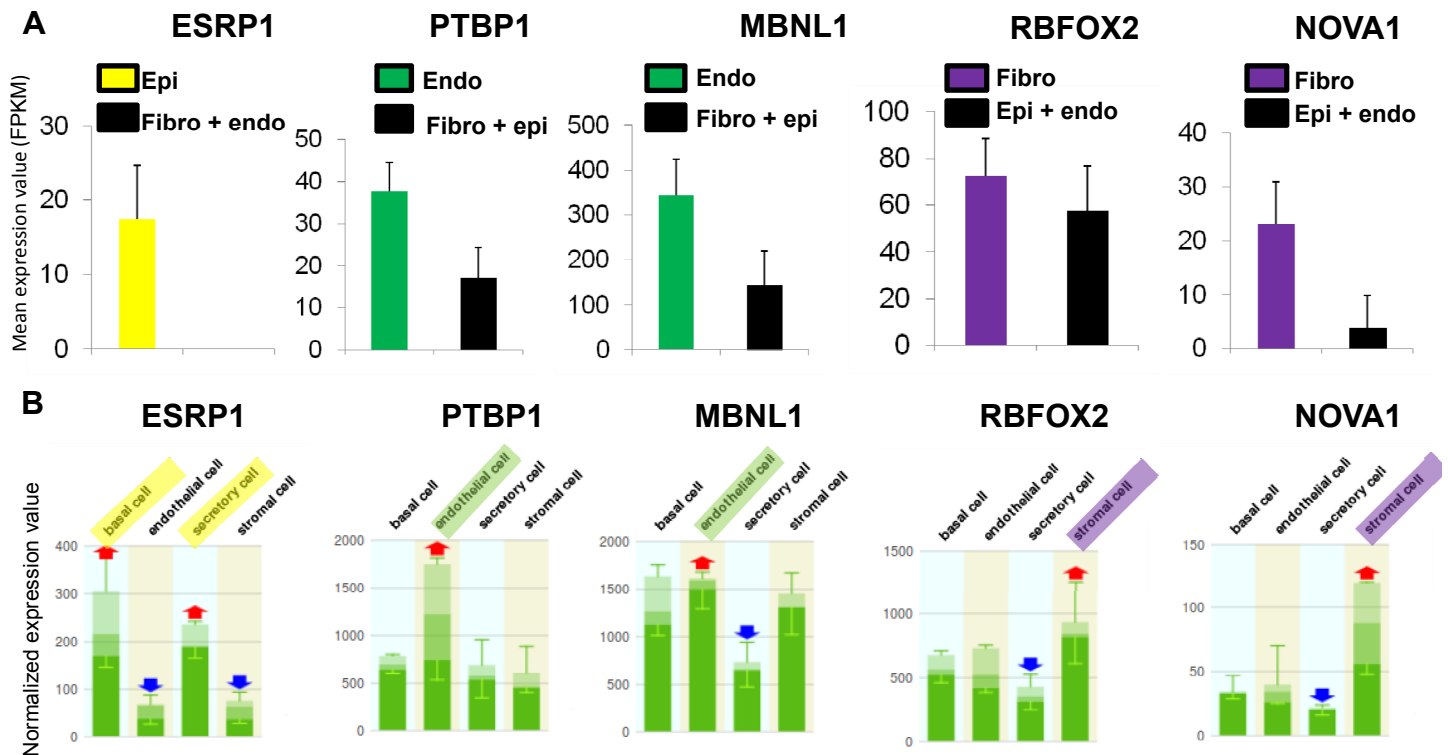 A
ESRP1
PTBP1
MBNL1
RBFOX2
NOVA1
Mean expression value (FPKM)
Epi
Fibro + endo
30
20
10
0
Endo
Fibro + epi
50
40
30
20
10
0
Endo
Fibro + epi
500
400
300
200
100
0
Fibro
Epi + endo
100
80
60
40
20
0
Fibro
Epi + endo
40
30
20
10
0
B
ESRP1
PTBP1
MBNL1
RBFOX2
NOVA1
Normalized expression value
basal cell
endothelial cell
secretory cell
stromal cell
400
300
200
100
0
basal cell
endothelial cell
secretory cell
stromal cell
2000
1500
1000
500
0
basal cell
endothelial cell
secretory cell
stromal cell
2000
1500
1000
500
0
basal cell
endothelial cell
secretory cell
stromal cell
1500
1000
500
0
basal cell
endothelial cell
secretory cell
stromal cell
150
100
50
0